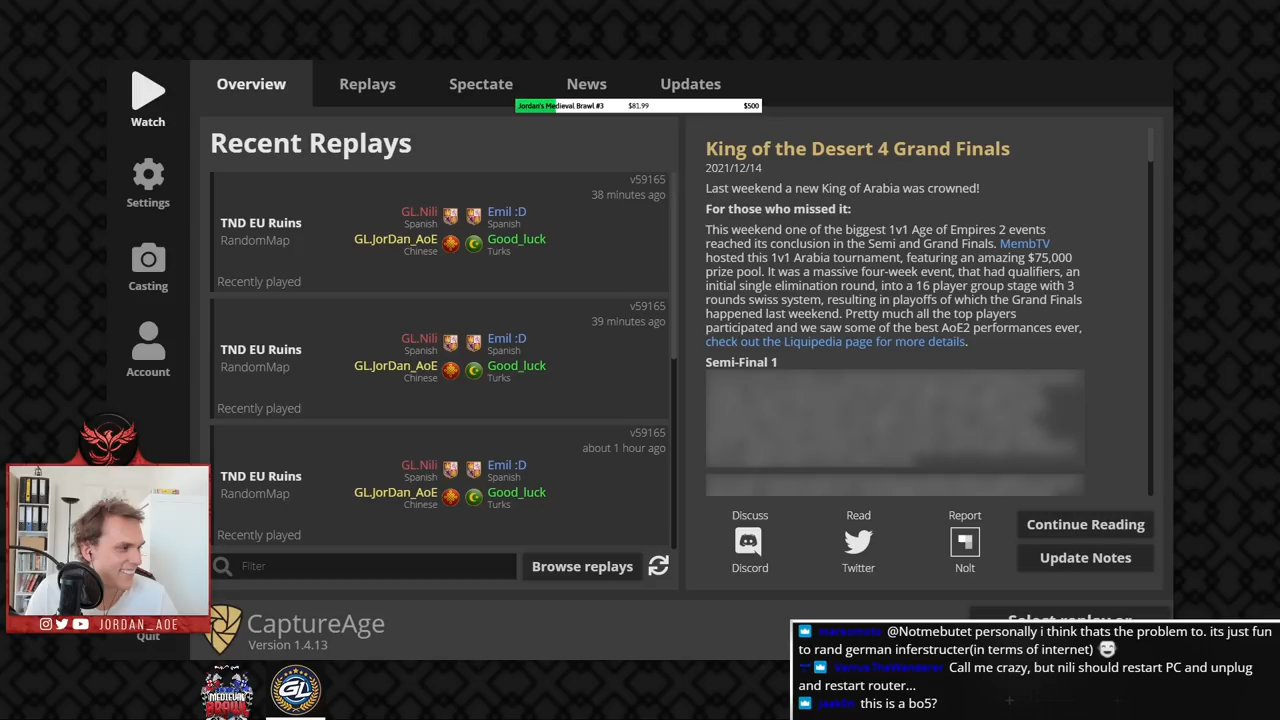 Overview
Replays
Spectate
News
Updates
Watch
Settings
Casting
Account
Quit
Jordan's Medieval Brawl #3 $81.99 $500
Recent Replays
v59165
38 minutes ago
TND EU Ruins
RandomMap
GL.Nili
Spanish
Emil :D
Spanish
GL.JorDan_AoE
Chinese
Good_luck
Turks
Recently played
v59165
39 minutes ago
TND EU Ruins
RandomMap
GL.Nili
Spanish
Emil :D
Spanish
GL.JorDan_AoE
Chinese
Good_luck
Turks
Recently played
v59165
about 1 hour ago
TND EU Ruins
RandomMap
GL.Nili
Spanish
Emil :D
Spanish
GL.JorDan_AoE
Chinese
Good_luck
Turks
Recently played
Filter
Browse replays
King of the Desert 4 Grand Finals
2021/12/14
Last weekend a new King of Arabia was crowned!
For those who missed it:
This weekend one of the biggest 1v1 Age of Empires 2 events
reached its conclusion in the Semi and Grand Finals. MembTV
hosted this 1v1 Arabia tournament, featuring an amazing $75,000
prize pool. It was a massive four-week event, that had qualifiers, an
initial single elimination round, into a 16 player group stage with 3
rounds swiss system, resulting in playoffs of which the Grand Finals
happened last weekend. Pretty much all the top players
participated and we saw some of the best AoE2 performances ever,
check out the Liquipedia page for more details.
Semi-Final 1
Discuss
Discord
Read
Twitter
Report
Nolt
Continue Reading
Update Notes
JORDAN_AOE
CaptureAge
Version 1.4.13
MEDIEVAL
BRAWL
GL
Select replay or
@Notmebutet personally i think thats the problem to. its just fun
to rand german inferstructer(in terms of internet)
Call me crazy, but nili should restart PC and unplug
and restart router...
this is a bo5?